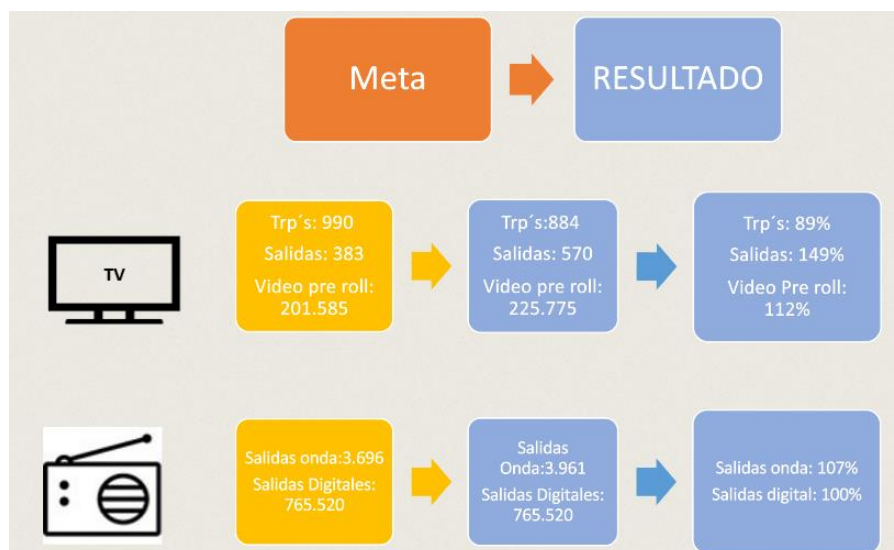 Meta
RESULTADO
TV
Trp´s: 990
Salidas: 383
Video pre roll:
201.585
Trp´s:884
Salidas: 570
Video pre roll:
225.775
Trp´s: 89%
Salidas: 149%
Video Pre roll:
112%
Salidas onda:3.696
Salidas Digitales:
765.520
Salidas
Onda:3.961
Salidas Digitales:
765.520
Salidas onda: 107%
Salidas digital: 100%